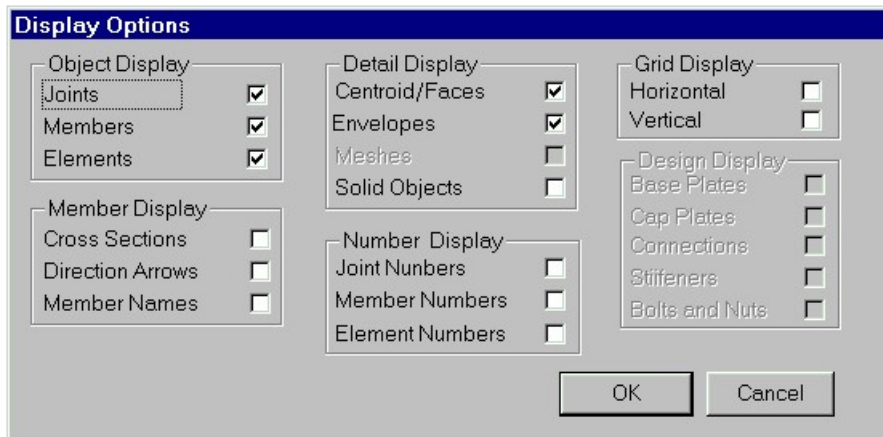 Display Options
Object Display
Joints
Members
Elements
Member Display
Cross Sections
Direction Arrows
Member Names
Detail Display
Centroid/Faces
Envelopes
Meshes
Solid Objects
Number Display
Joint Nunbers
Member Numbers
Element Numbers
Grid Display
Horizontal
Vertical
Design Display
Base Plates
Cap Plates
Connections
Stiifeners
Bolts and Nuts
OK
Cancel